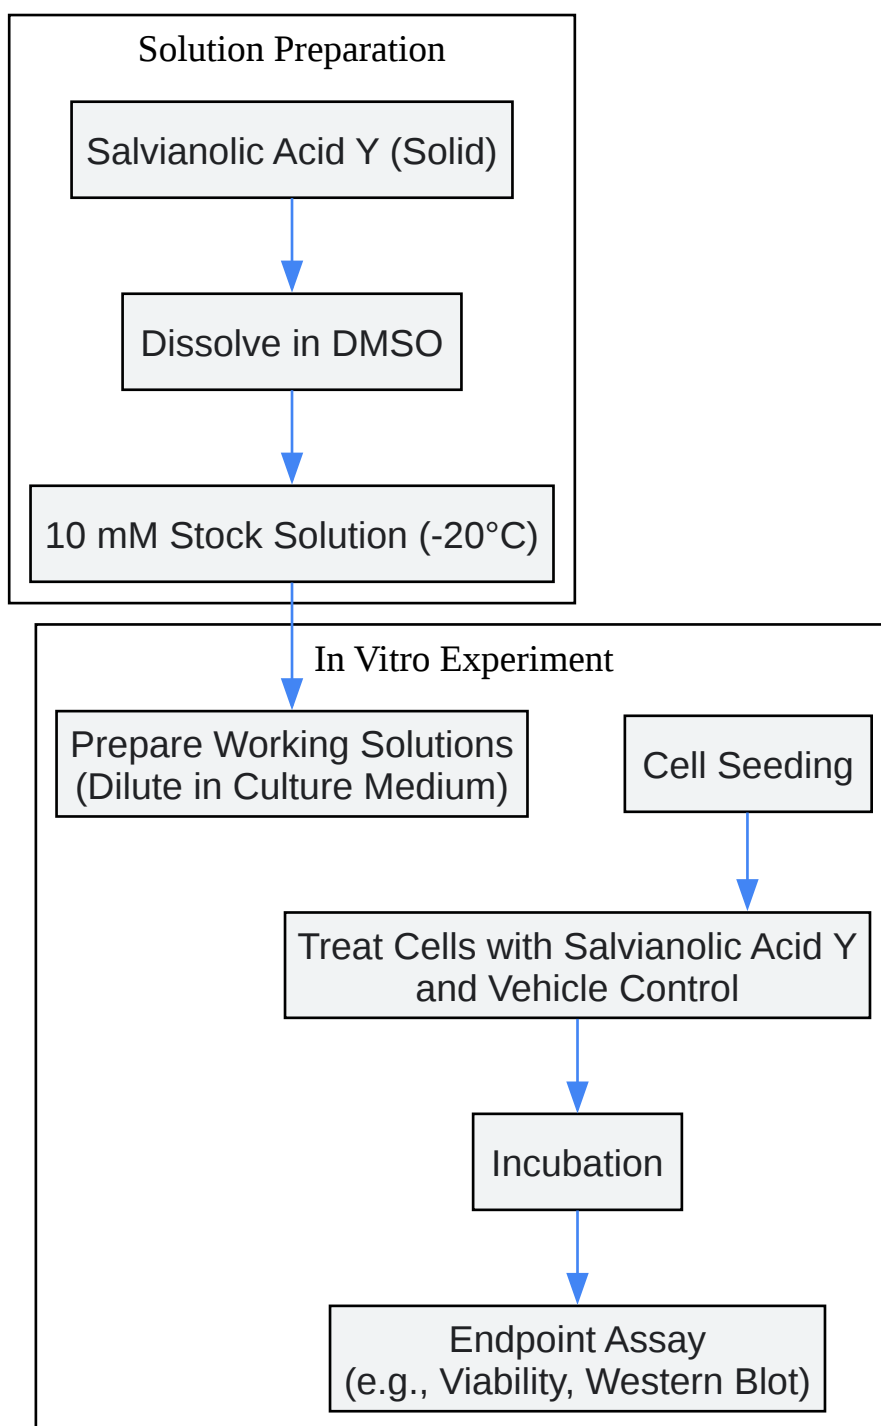 Solution Preparation
Salvianolic Acid Y (Solid)
Dissolve in DMSO
10 mM Stock Solution (-20°C)
In Vitro Experiment
Prepare Working Solutions
(Dilute in Culture Medium)
Cell Seeding
Treat Cells with Salvianolic Acid Y
and Vehicle Control
Incubation
Endpoint Assay
(e.g., Viability, Western Blot)